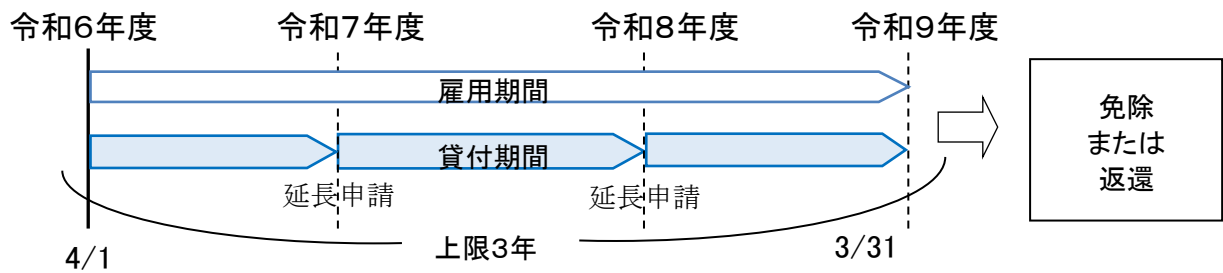 令和6年度
令和7年度
令和8年度
令和9年度
雇用期間
貸付期間
延長申請
延長申請
上限3年
4/1
3/31
免除
または
返還